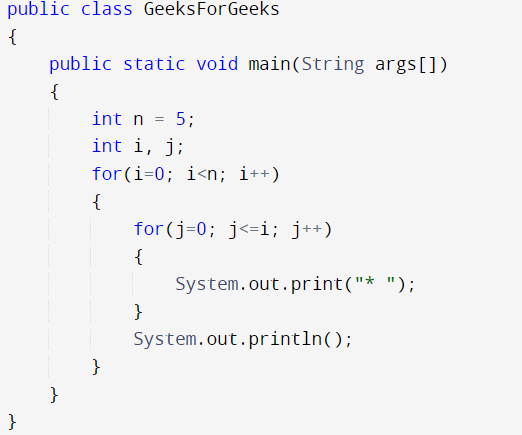 public class GeeksForGeeks
{
    public static void main(String args[])
    {
        int n = 5;
        int i, j;
        for(i=0; i<n; i++)
        {
            for(j=0; j<=i; j++)
            {
                System.out.print("* ");
            }
            System.out.println();
        }
    }
}